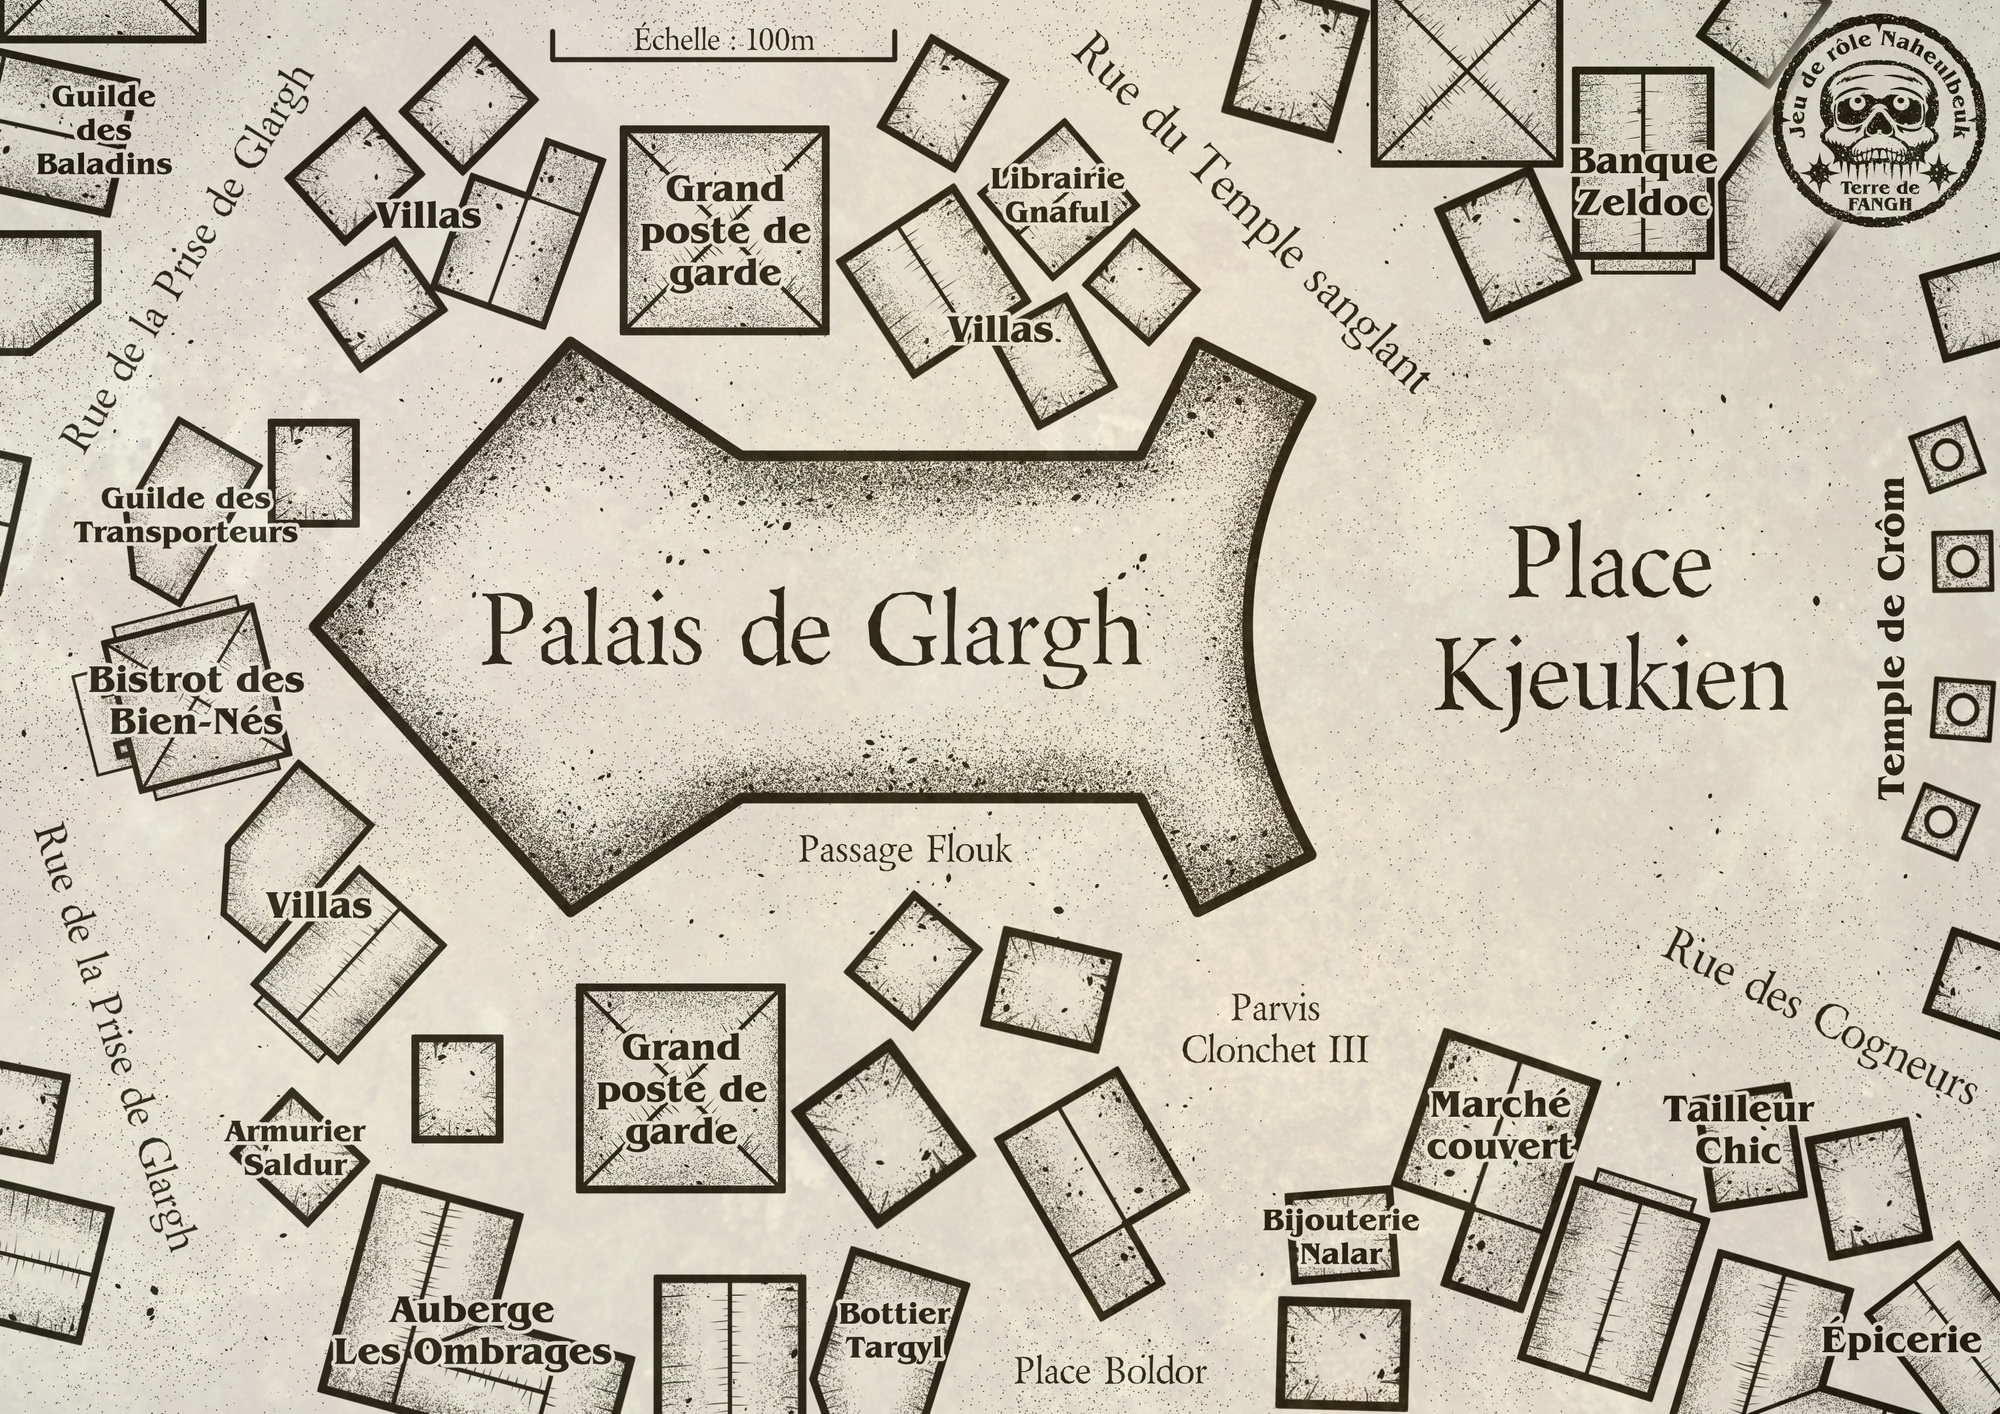 Échelle : 100m
Jeu de rôle Naheulbeuk
Terre de
FANGH
Guilde
des
Baladins
Rue de la Prise de Glargh
Villas
Grand
poste de
garde
Librairie
Gnáful
Villas
Rue du Temple sanglant
Banque
Zeldoc
Guilde des
Transporteurs
Bistrot des
Bien-Nés
Palais de Glargh
Place
Kjeukien
Temple de Crôm
Passage Flouk
Villas
Rue de la Prise de Glargh
Armurier
Saldur
Grand
poste de
garde
Parvis
Clonchet III
Rue des Cogneurs
Marché
couvert
Tailleur
Chic
Bijouterie
Nalar
Auberge
Les Ombrages
Bottier
Targyl
Place Boldor
Épicerie